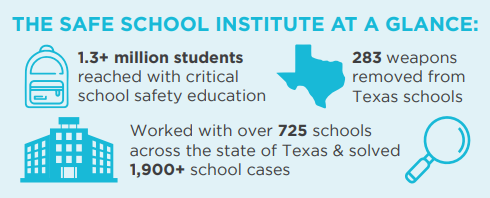 THE SAFE SCHOOL INSTITUTE AT A GLANCE:
1.3+ million students
reached with critical
school safety education
283 weapons
removed from
Texas schools
Worked with over 725 schools
across the state of Texas & solved
1,900+ school cases